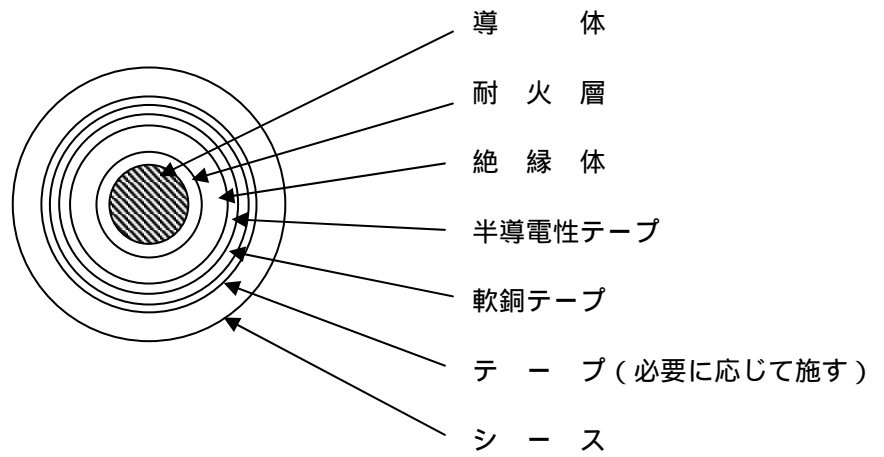 導　　　体
耐　火　層
絶　縁　体
半導電性テープ
軟銅テープ
テ　ー　プ（必要に応じて施す）
シ　ー　ス